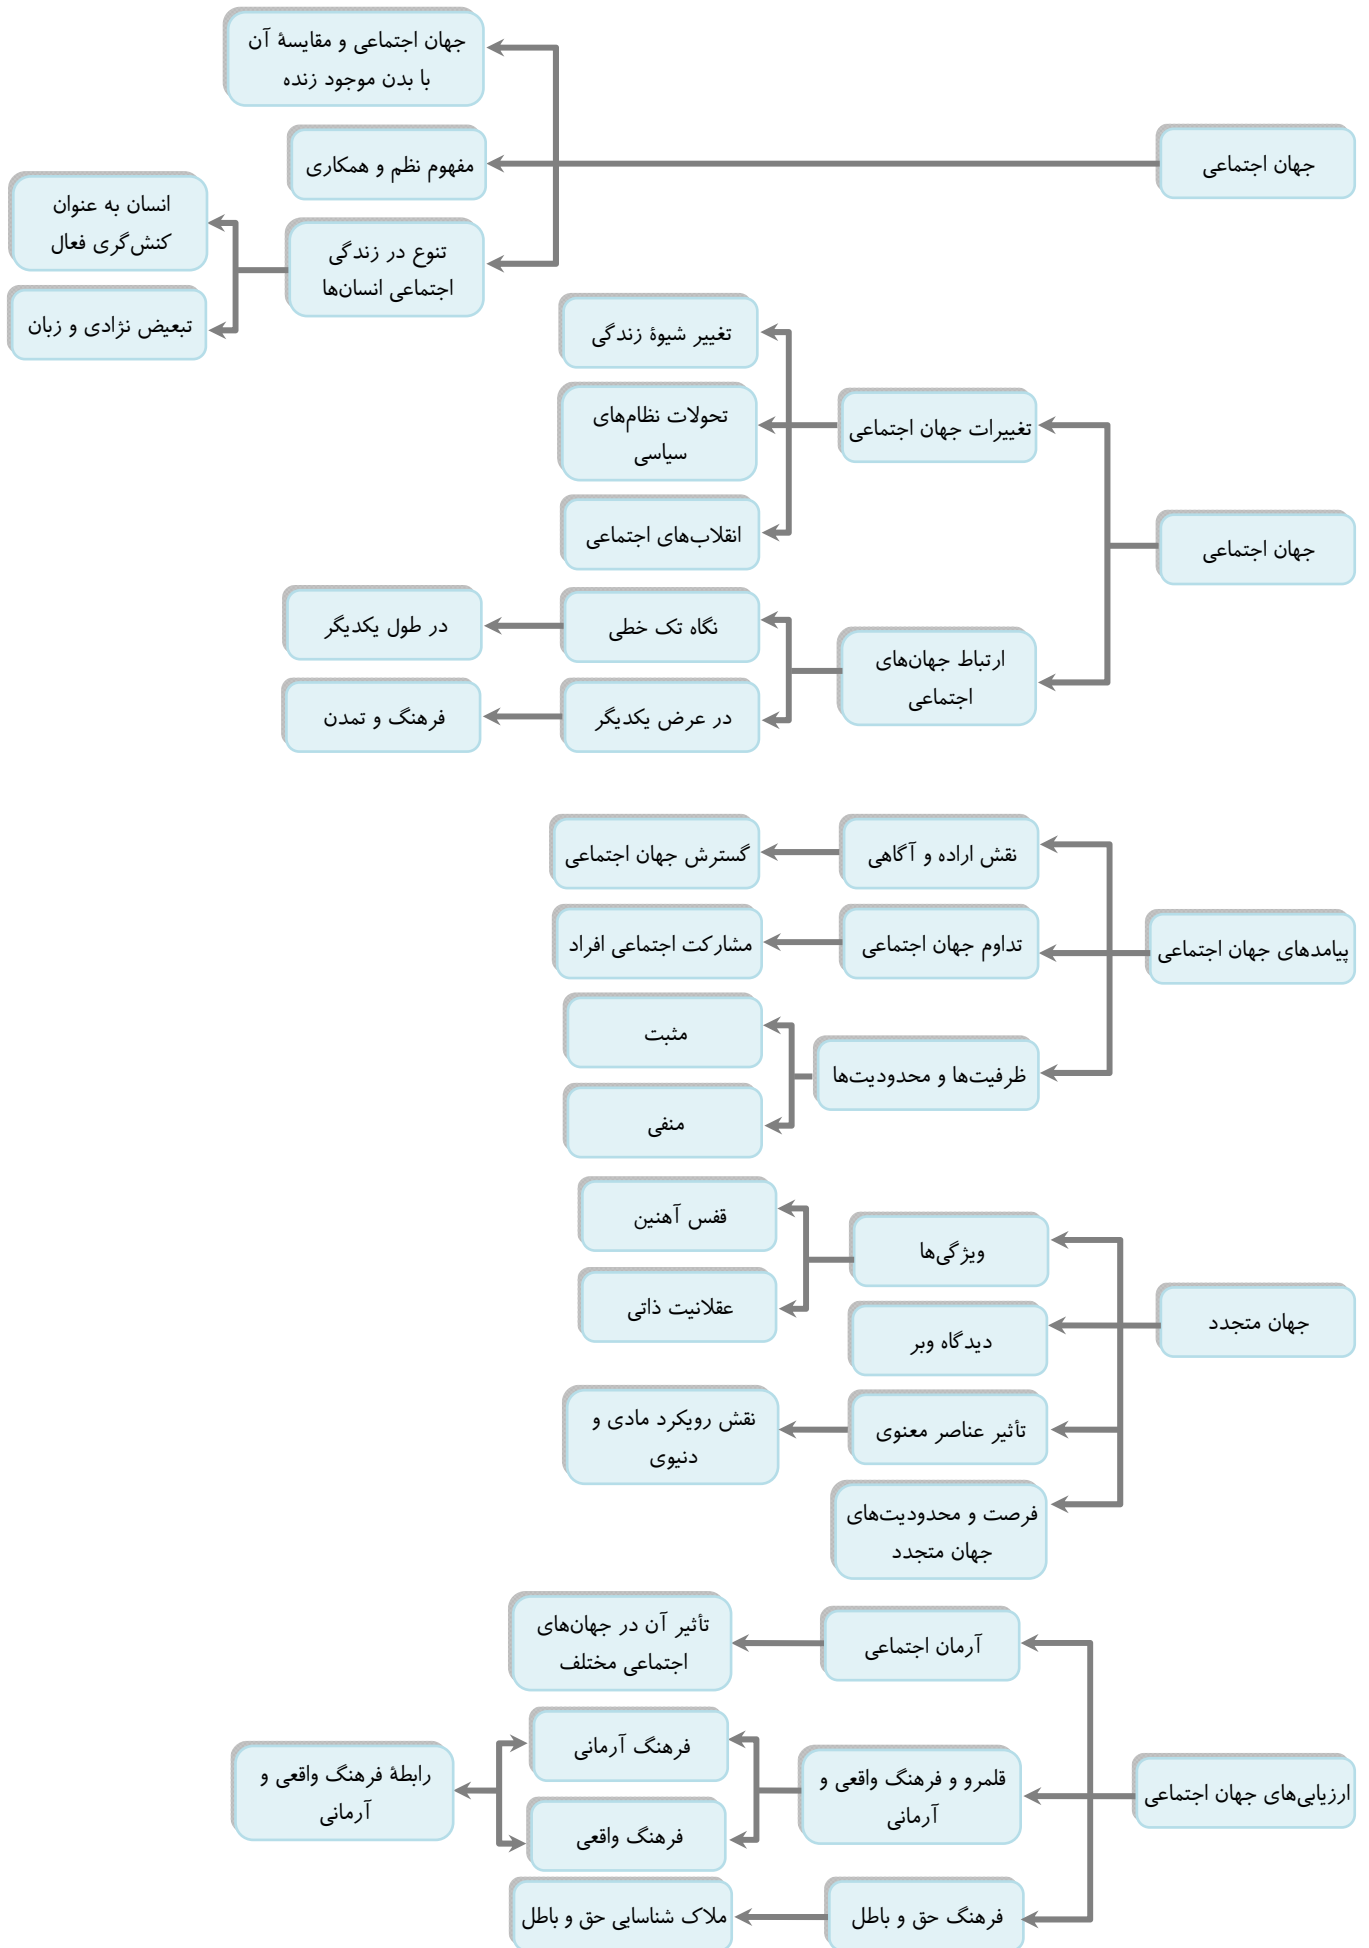 جهان اجتماعی
جهان اجتماعی و مقایسۀ آن
با بدن موجود زنده
مفهوم نظم و همکاری
تنوع در زندگی
اجتماعی انسان‌ها
انسان به عنوان
کنش‌گری فعال
تبعیض نژادی و زبان
جهان اجتماعی
تغییرات جهان اجتماعی
تغییر شیوۀ زندگی
تحولات نظام‌های
سیاسی
انقلاب‌های اجتماعی
ارتباط جهان‌های
اجتماعی
نگاه تک خطی
در طول یکدیگر
در عرض یکدیگر
فرهنگ و تمدن
پیامدهای جهان اجتماعی
نقش اراده و آگاهی
گسترش جهان اجتماعی
تداوم جهان اجتماعی
مشارکت اجتماعی افراد
ظرفیت‌ها و محدودیت‌ها
مثبت
منفی
جهان متجدد
ویژگی‌ها
قفس آهنین
عقلانیت ذاتی
دیدگاه وبر
تأثیر عناصر معنوی
نقش رویکرد مادی و
دنیوی
فرصت و محدودیت‌های
جهان متجدد
ارزیابی‌های جهان اجتماعی
آرمان اجتماعی
تأثیر آن در جهان‌های
اجتماعی مختلف
قلمرو و فرهنگ واقعی و
آرمانی
فرهنگ آرمانی
فرهنگ واقعی
رابطۀ فرهنگ واقعی و
آرمانی
فرهنگ حق و باطل
ملاک شناسایی حق و باطل